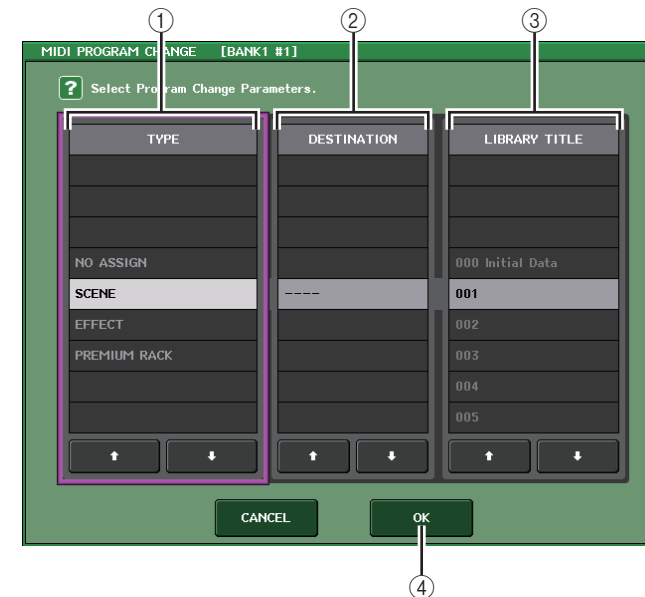 ① ② ③
MIDI PROGRAM CHANGE [BANK1 #1]
? Select Program Change Parameters.
TYPE DESTINATION LIBRARY TITLE
NO ASSIGN 000 Initial Data
SCENE ---- 001
EFFECT 002
PREMIUM RACK 003
004
005
CANCEL OK
④